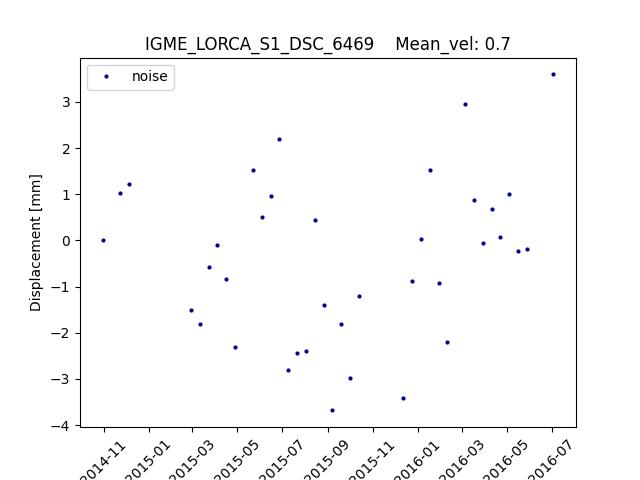 IGME_LORCA_S1_DSC_6469    Mean_vel: 0.7
noise
Displacement [mm]
3
2
1
0
−1
−2
−3
−4
2014-11 2015-01 2015-03 2015-05 2015-07 2015-09 2015-11 2016-01 2016-03 2016-05 2016-07